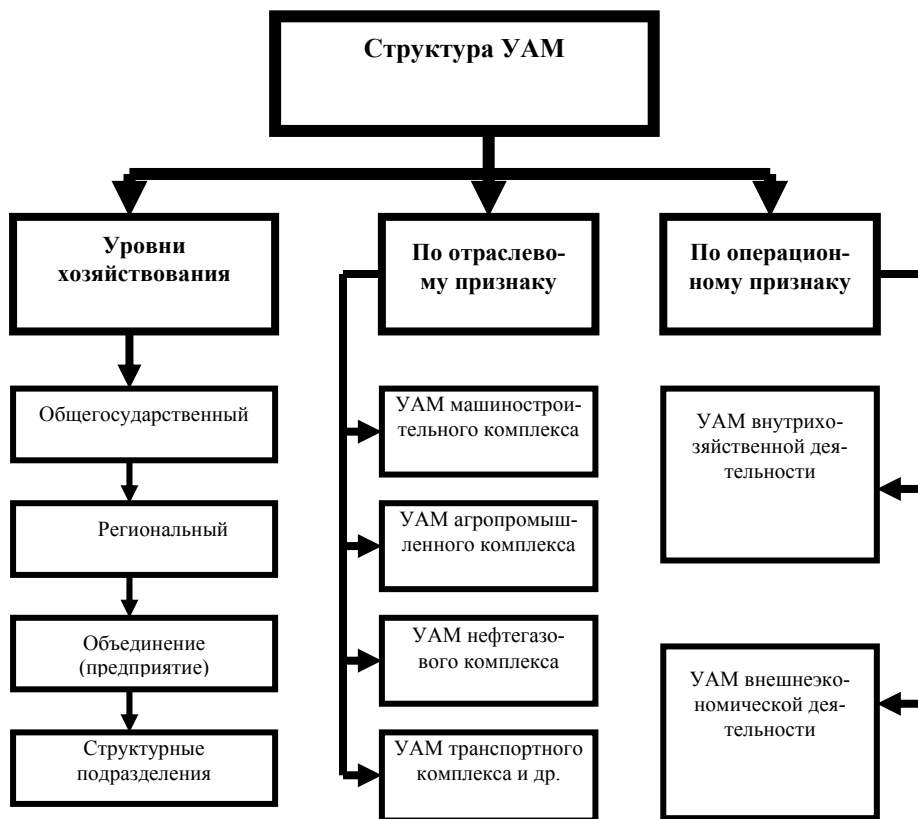 Структура УАМ
Уровни
хозяйствования
Общегосударственный
Региональный
Объединение
(предприятие)
Структурные
подразделения
По отраслево-
му признаку
УАМ машинострои-
тельного комплекса
УАМ агропромыш-
ленного комплекса
УАМ нефтегазо-
вого комплекса
УАМ транспортного
комплекса и др.
По операцион-
ному признаку
УАМ внутрихо-
зяйственной дея-
тельности
УАМ внешнеэко-
номической дея-
тельности